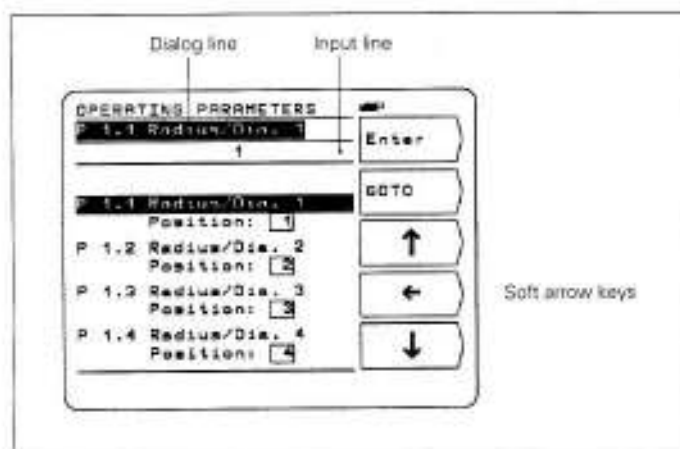 Dialog line Input line
OPERATING PARAMETERS
P 1.1 Radius/Dia. 1
1
Enter
P 1.1 Radius/Dia. 1
Position: 1
GOTO
P 1.2 Radius/Dia. 2
Position: 2
P 1.3 Radius/Dia. 3
Position: 3
Soft arrow keys
P 1.4 Radius/Dia. 4
Position: 4